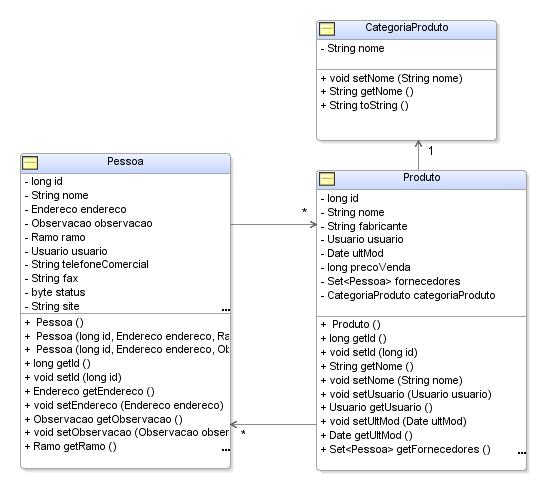 CategoriaProduto
- String nome
+ void setNome (String nome)
+ String getNome ()
+ String toString ()
1
Pessoa
- long id
- String nome
- Endereco endereco
- Observacao observacao
- Ramo ramo
- Usuario usuario
- String telefoneComercial
- String fax
- byte status
- String site
...
+ Pessoa ()
+ Pessoa (long id, Endereco endereco, Ra
+ Pessoa (long id, Endereco endereco, Ob
+ long getId ()
+ void setId (long id)
+ Endereco getEndereco ()
+ void setEndereco (Endereco endereco)
+ Observacao getObservacao ()
+ void setObservacao (Observacao obser
+ Ramo getRamo ()
...
*
*
Produto
- long id
- String nome
- String fabricante
- Usuario usuario
- Date ultMod
- long precoVenda
- Set<Pessoa> fornecedores
- CategoriaProduto categoriaProduto
+ Produto ()
+ long getId ()
+ void setId (long id)
+ String getNome ()
+ void setNome (String nome)
+ void setUsuario (Usuario usuario)
+ Usuario getUsuario ()
+ void setUltMod (Date ultMod)
+ Date getUltMod ()
+ Set<Pessoa> getFornecedores ()
...